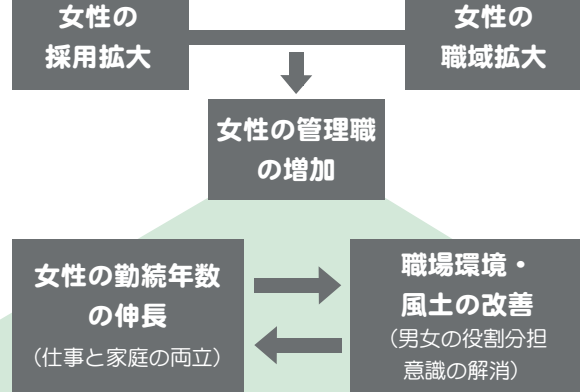 女性の
採用拡大
女性の
職域拡大
女性の管理職
の増加
女性の勤続年数
の伸長
（仕事と家庭の両立）
職場環境・
風土の改善
（男女の役割分担
意識の解消）